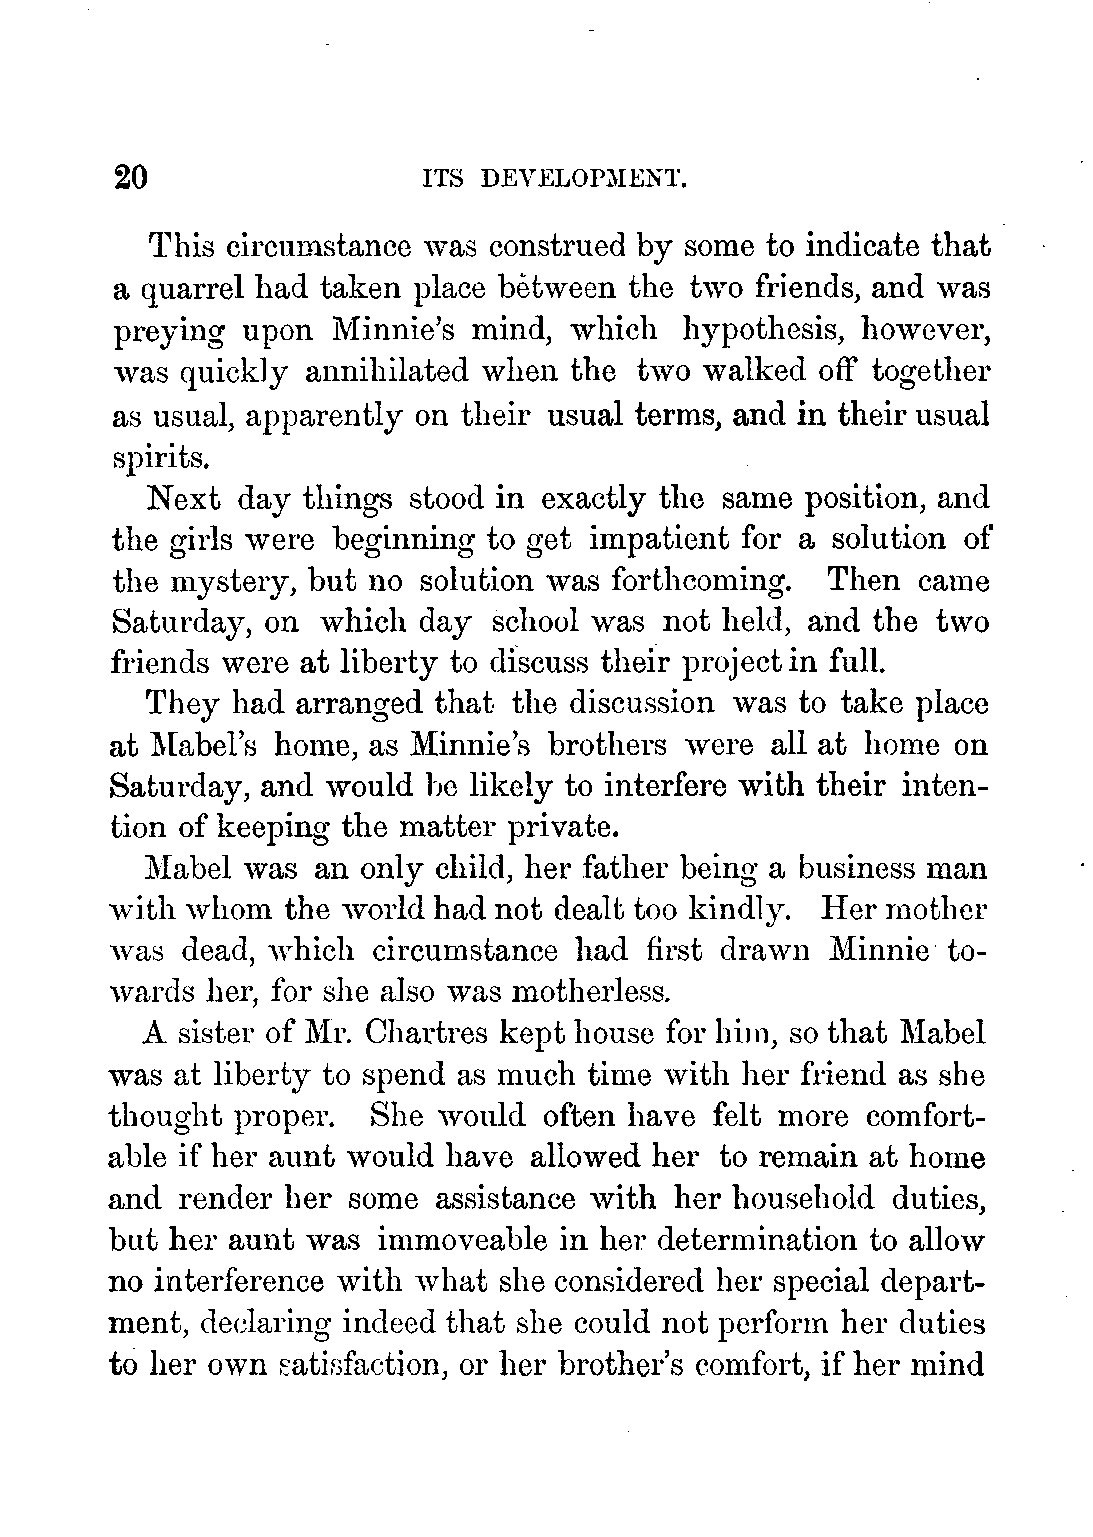 20 ITS DEVELOPMENT.
This circumstance was construed by some to indicate that
a quarrel had taken place between the two friends, and was
preying upon Minnie's mind, which hypothesis, however,
was quickly annihilated when the two walked off together
as usual, apparently on their usual terms, and in their usual
spirits.
Next day things stood in exactly the same position, and
the girls were beginning to get impatient for a solution of
the mystery, but no solution was forthcoming. Then came
Saturday, on which day school was not held, and the two
friends were at liberty to discuss their project in full.
They had arranged that the discussion was to take place
at Mabel's home, as Minnie's brothers were all at home on
Saturday, and would be likely to interfere with their inten-
tion of keeping the matter private.
Mabel was an only child, her father being a business man
with whom the world had not dealt too kindly. Her mother
was dead, which circumstance had first drawn Minnie to-
wards her, for she also was motherless.
A sister of Mr. Chartres kept house for him, so that Mabel
was at liberty to spend as much time with her friend as she
thought proper. She would often have felt more comfort-
able if her aunt would have allowed her to remain at home
and render her some assistance with her household duties,
but her aunt was immoveable in her determination to allow
no interference with what she considered her special depart-
ment, declaring indeed that she could not perform her duties
to her own satisfaction, or her brother's comfort, if her mind